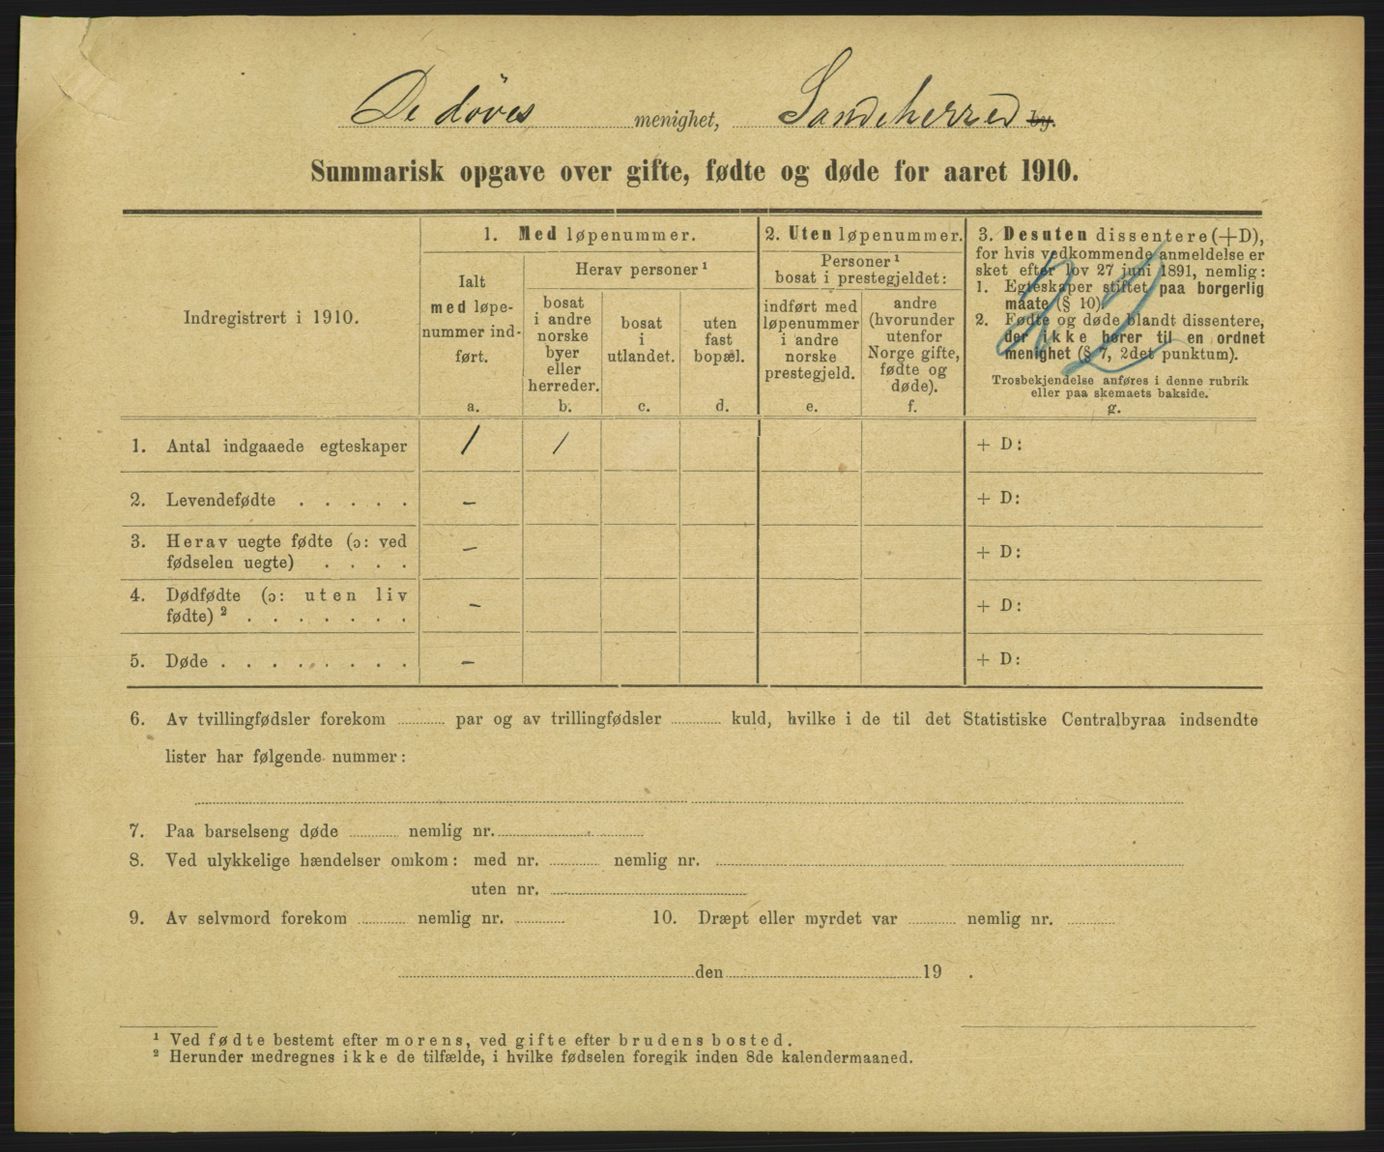 De døves menighet, Sandeherred by.
Summarisk opgave over gifte, fødte og døde for aaret 1910.
Indregistrert i 1910.
1. Med løpenummer.
Ialt
med løpe-
nummer ind-
ført.
a.
Herav personer ¹
bosat
i andre
norske
byer
eller
herreder.
b.
bosat
i
utlandet.
c.
uten
fast
bopæl.
d.
2. Uten løpenummer.
Personer ¹
bosat i prestegjeldet:
indført med
løpenummer
i andre
norske
prestegjeld.
e.
andre
(hvorunder
utenfor
Norge gifte,
fødte og
døde).
f.
3. Desuten dissentere (+D),
for hvis vedkommende anmeldelse er
sket efter lov 27 juni 1891, nemlig:
1. Egteskaper stiftet paa borgerlig
maate (§ 10).
2. Fødte og døde blandt dissentere,
der ikke hører til en ordnet
menighet (§ 7, 2det punktum).
Trosbekjendelse anføres i denne rubrik
eller paa skemaets bakside.
g.
22
1. Antal indgaaede egteskaper 1 1 + D:
2. Levendefødte . . . . . – + D:
3. Herav uegte fødte (ɔ: ved
fødselen uegte) . . . . – + D:
4. Dødfødte (ɔ: uten liv
fødte) ² . . . . . . . – + D:
5. Døde . . . . . . . . – + D:
6. Av tvillingfødsler forekom ............ par og av trillingfødsler ............ kuld, hvilke i de til det Statistiske Centralbyraa indsendte
lister har følgende nummer:
7. Paa barselseng døde ............ nemlig nr. ............
8. Ved ulykkelige hændelser omkom: med nr. ............ nemlig nr. ............
uten nr. ............
9. Av selvmord forekom ............ nemlig nr. ............ 10. Dræpt eller myrdet var ............ nemlig nr. ............
............ den ............ 19 .
¹ Ved fødte bestemt efter morens, ved gifte efter brudens bosted.
² Herunder medregnes ikke de tilfælde, i hvilke fødselen foregik inden 8de kalendermaaned.